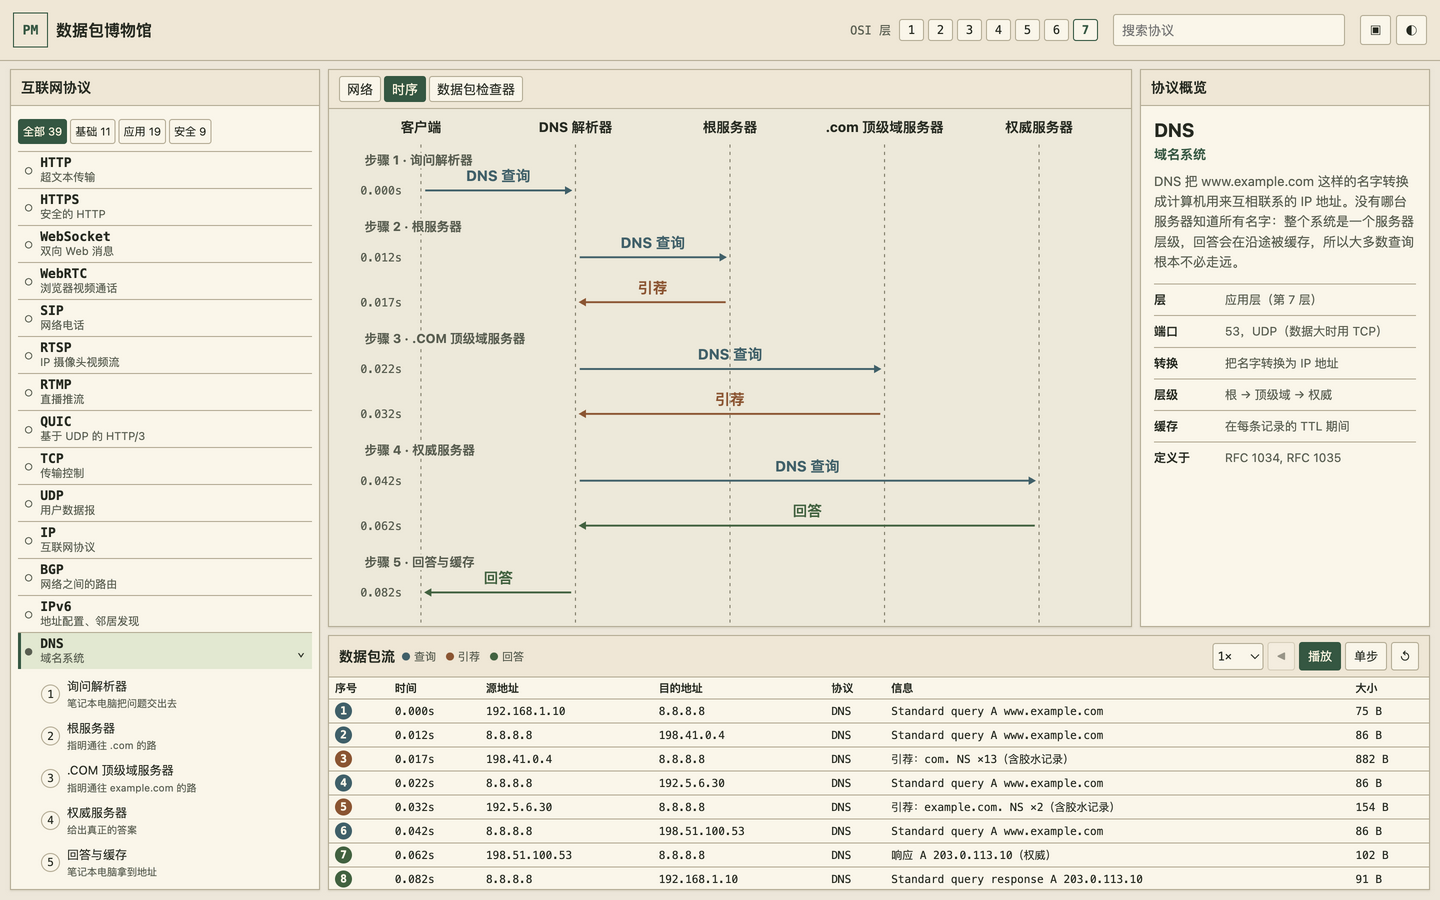 PM 数据包博物馆 OSI 层 1 2 3 4 5 6 7 搜索协议
互联网协议
全部 39 基础 11 应用 19 安全 9
HTTP
超文本传输
HTTPS
安全的 HTTP
WebSocket
双向 Web 消息
WebRTC
浏览器视频通话
SIP
网络电话
RTSP
IP 摄像头视频流
RTMP
直播推流
QUIC
基于 UDP 的 HTTP/3
TCP
传输控制
UDP
用户数据报
IP
互联网协议
BGP
网络之间的路由
IPv6
地址配置、邻居发现
DNS
域名系统
1 询问解析器
笔记本电脑把问题交出去
2 根服务器
指明通往 .com 的路
3 .COM 顶级域服务器
指明通往 example.com 的路
4 权威服务器
给出真正的答案
5 回答与缓存
笔记本电脑拿到地址
网络 时序 数据包检查器
客户端 DNS 解析器 根服务器 .com 顶级域服务器 权威服务器
步骤 1 · 询问解析器
DNS 查询
0.000s
步骤 2 · 根服务器
DNS 查询
0.012s
引荐
0.017s
步骤 3 · .COM 顶级域服务器
DNS 查询
0.022s
引荐
0.032s
步骤 4 · 权威服务器
DNS 查询
0.042s
回答
0.062s
步骤 5 · 回答与缓存
回答
0.082s
协议概览
DNS
域名系统
DNS 把 www.example.com 这样的名字转换
成计算机用来互相联系的 IP 地址。没有哪台
服务器知道所有名字：整个系统是一个服务器
层级，回答会在沿途被缓存，所以大多数查询
根本不必走远。
层 应用层（第 7 层）
端口 53，UDP（数据大时用 TCP）
转换 把名字转换为 IP 地址
层级 根 → 顶级域 → 权威
缓存 在每条记录的 TTL 期间
定义于 RFC 1034, RFC 1035
数据包流 查询 引荐 回答 1× 播放 单步
序号 时间 源地址 目的地址 协议 信息 大小
1 0.000s 192.168.1.10 8.8.8.8 DNS Standard query A www.example.com 75 B
2 0.012s 8.8.8.8 198.41.0.4 DNS Standard query A www.example.com 86 B
3 0.017s 198.41.0.4 8.8.8.8 DNS 引荐：com. NS ×13（含胶水记录） 882 B
4 0.022s 8.8.8.8 192.5.6.30 DNS Standard query A www.example.com 86 B
5 0.032s 192.5.6.30 8.8.8.8 DNS 引荐：example.com. NS ×2（含胶水记录） 154 B
6 0.042s 8.8.8.8 198.51.100.53 DNS Standard query A www.example.com 86 B
7 0.062s 198.51.100.53 8.8.8.8 DNS 响应 A 203.0.113.10（权威） 102 B
8 0.082s 8.8.8.8 192.168.1.10 DNS Standard query response A 203.0.113.10 91 B